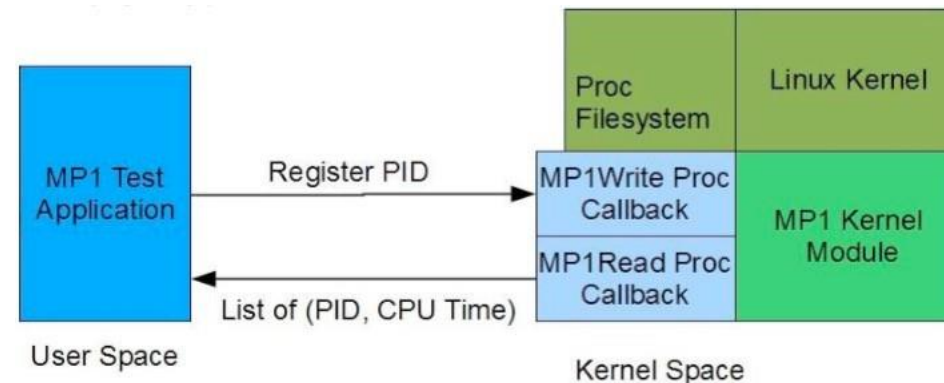 Proc
Filesystem
Linux Kernel
MP1 Test
Application
Register PID
MP1Write Proc
Callback
MP1 Kernel
Module
MP1Read Proc
Callback
List of (PID, CPU Time)
User Space
Kernel Space